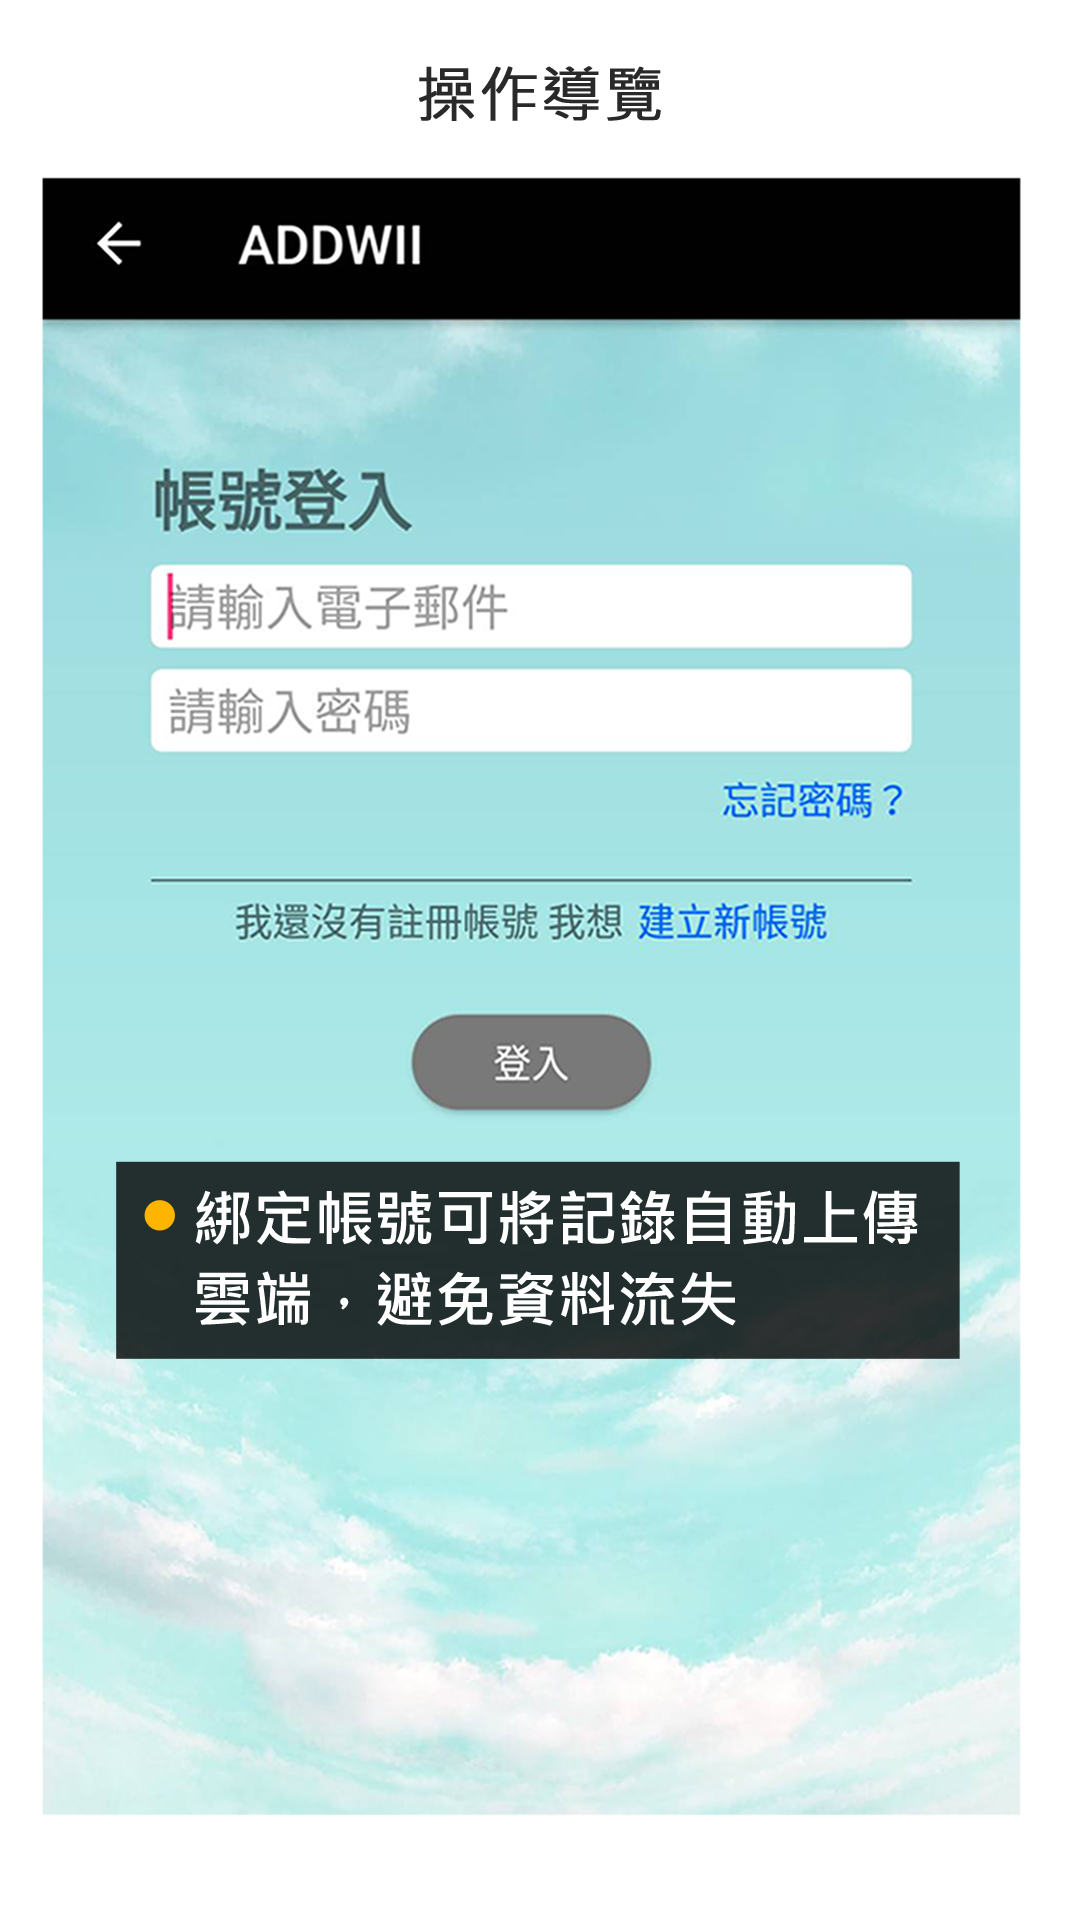 操作導覽
ADDWII
帳號登入
請輸入電子郵件
請輸入密碼
忘記密碼？
我還沒有註冊帳號 我想 建立新帳號
登入
綁定帳號可將記錄自動上傳
雲端，避免資料流失